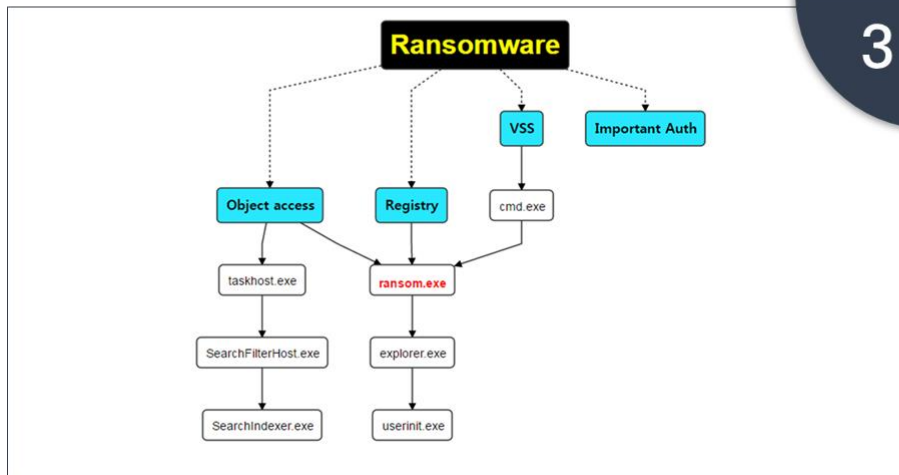 Ransomware
3
VSS
Important Auth
Object access
Registry
cmd.exe
taskhost.exe
ransom.exe
SearchFilterHost.exe
explorer.exe
SearchIndexer.exe
userinit.exe